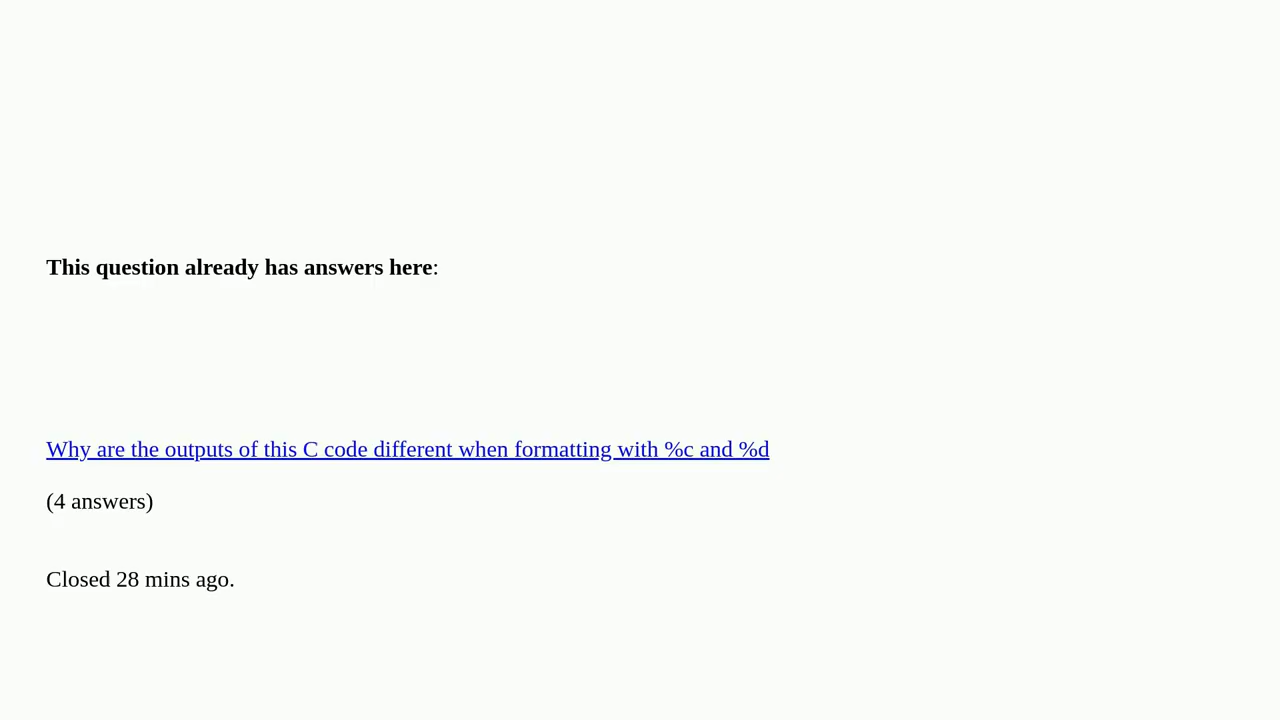 This question already has answers here:
Why are the outputs of this C code different when formatting with %c and %d
(4 answers)
Closed 28 mins ago.